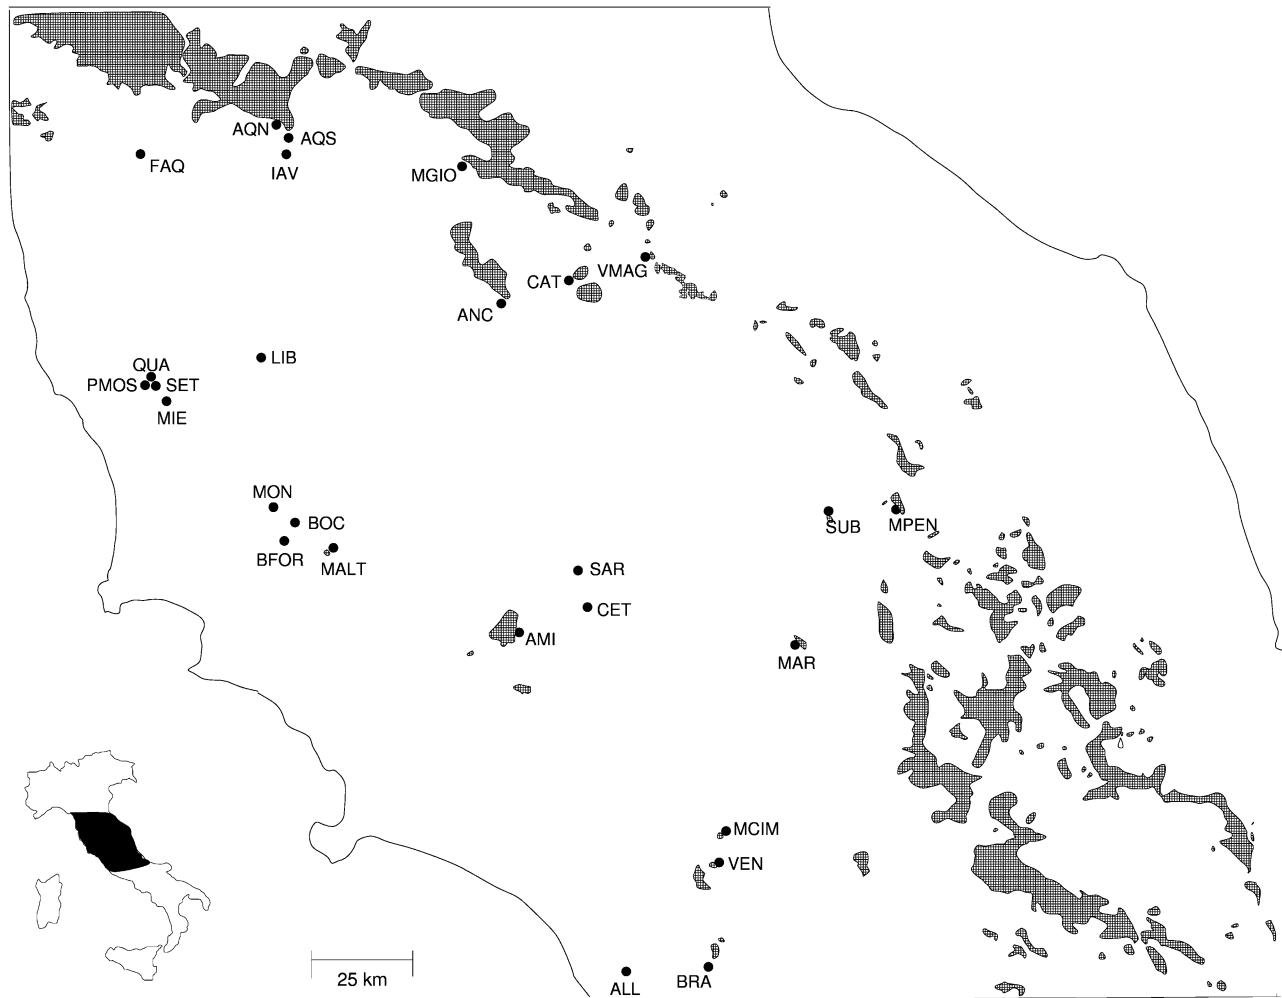 AQN
AQS
FAQ
IAV
MGIO
VMAG
CAT
ANC
LIB
QUA
PMOS
SET
MIE
MON
BOC
SUB
MPEN
BFOR
MALT
SAR
CET
AMI
MAR
MCIM
VEN
25 km
BRA
ALL